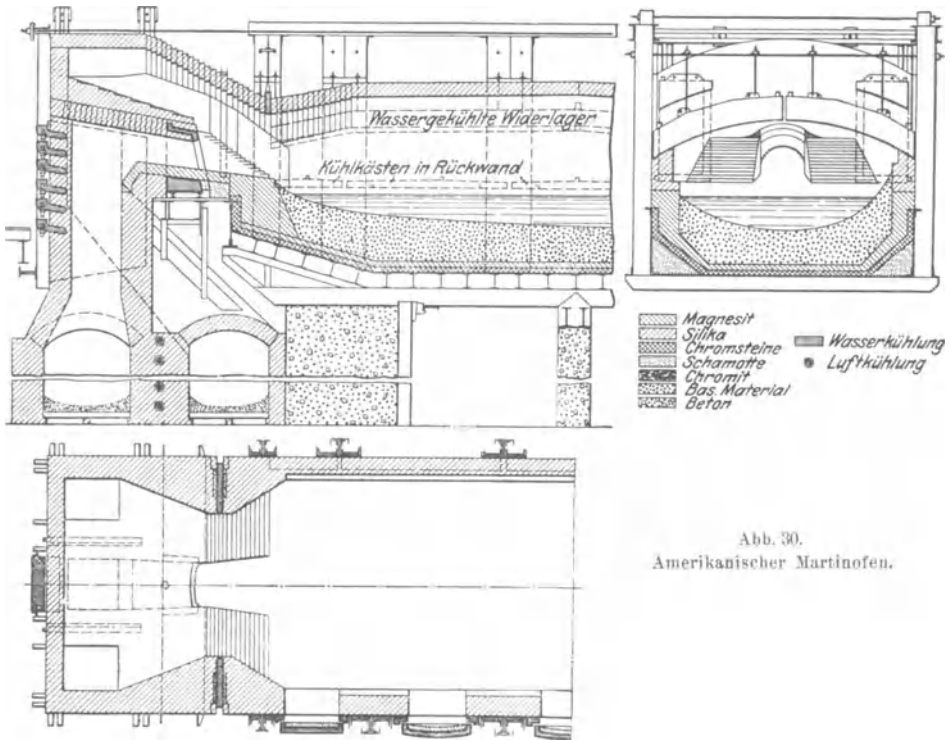 Wassergekühlte Widerlager
Kühlkästen in Rückwand
Magnesit
Silika
Chromsteine
Schamotte
Chromit
Bas. Material
Beton
Wasserkühlung
Luftkühlung
Abb. 30.
Amerikanischer Martinofen.